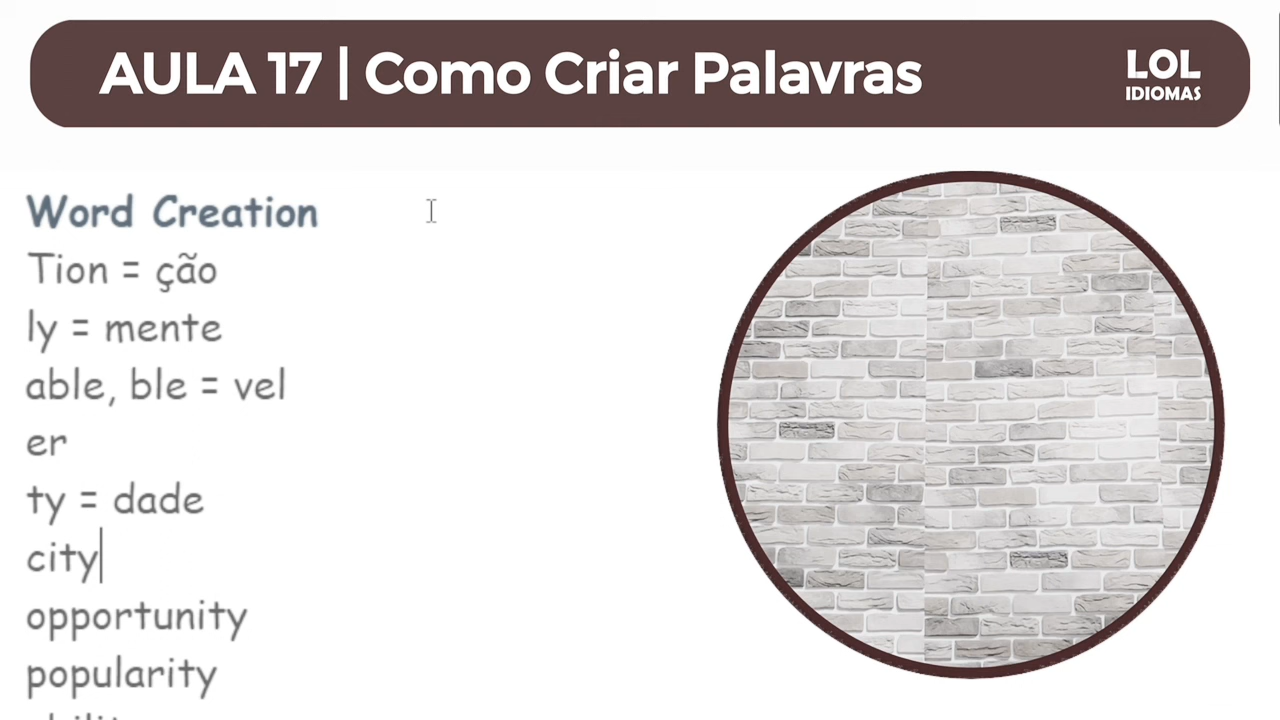 AULA 17 | Como Criar Palavras
LOL
IDIOMAS
Word Creation
Tion = ção
ly = mente
able, ble = vel
er
ty = dade
city
opportunity
popularity